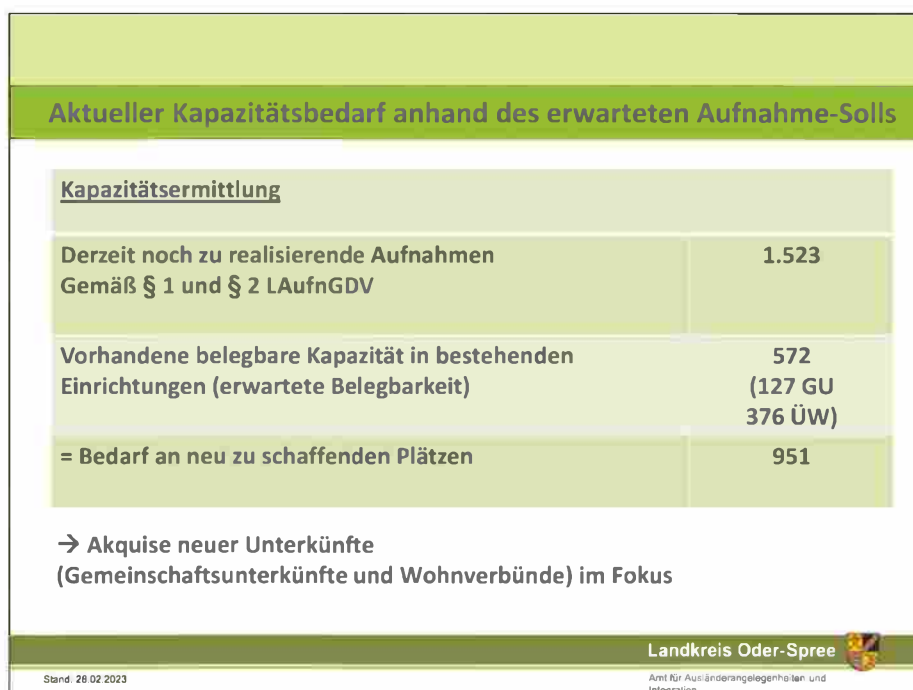 Aktueller Kapazitätsbedarf anhand des erwarteten Aufnahme-Solls
Kapazitätsermittlung
Derzeit noch zu realisierende Aufnahmen
Gemäß § 1 und § 2 LAufnGDV
1.523
Vorhandene belegbare Kapazität in bestehenden
Einrichtungen (erwartete Belegbarkeit)
572
(127 GU
376 ÜW)
= Bedarf an neu zu schaffenden Plätzen
951
→ Akquise neuer Unterkünfte
(Gemeinschaftsunterkünfte und Wohnverbünde) im Fokus
Landkreis Oder-Spree
Stand: 28.02.2023
Amt für Ausländerangelegenheiten und
Integration